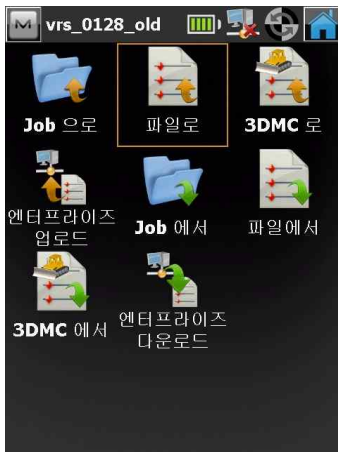 vrs_0128_old
Job 으로
파일로
3DMC 로
엔터프라이즈
업로드
Job 에서
파일에서
3DMC 에서
엔터프라이즈
다운로드